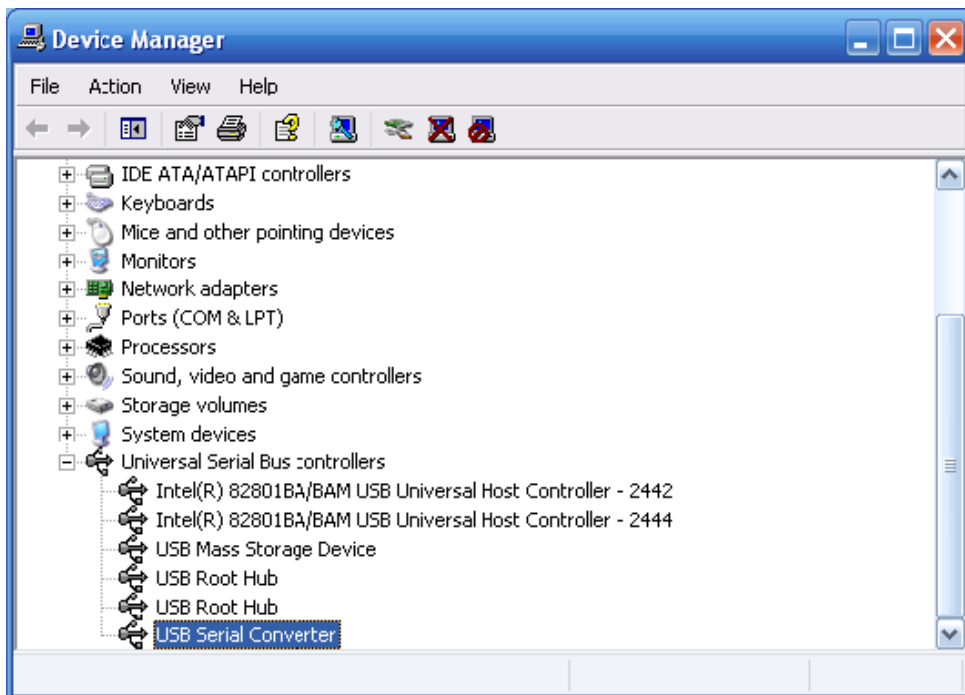 Device Manager
File Action View Help
IDE ATA/ATAPI controllers
Keyboards
Mice and other pointing devices
Monitors
Network adapters
Ports (COM & LPT)
Processors
Sound, video and game controllers
Storage volumes
System devices
Universal Serial Bus controllers
Intel(R) 82801BA/BAM USB Universal Host Controller - 2442
Intel(R) 82801BA/BAM USB Universal Host Controller - 2444
USB Mass Storage Device
USB Root Hub
USB Root Hub
USB Serial Converter